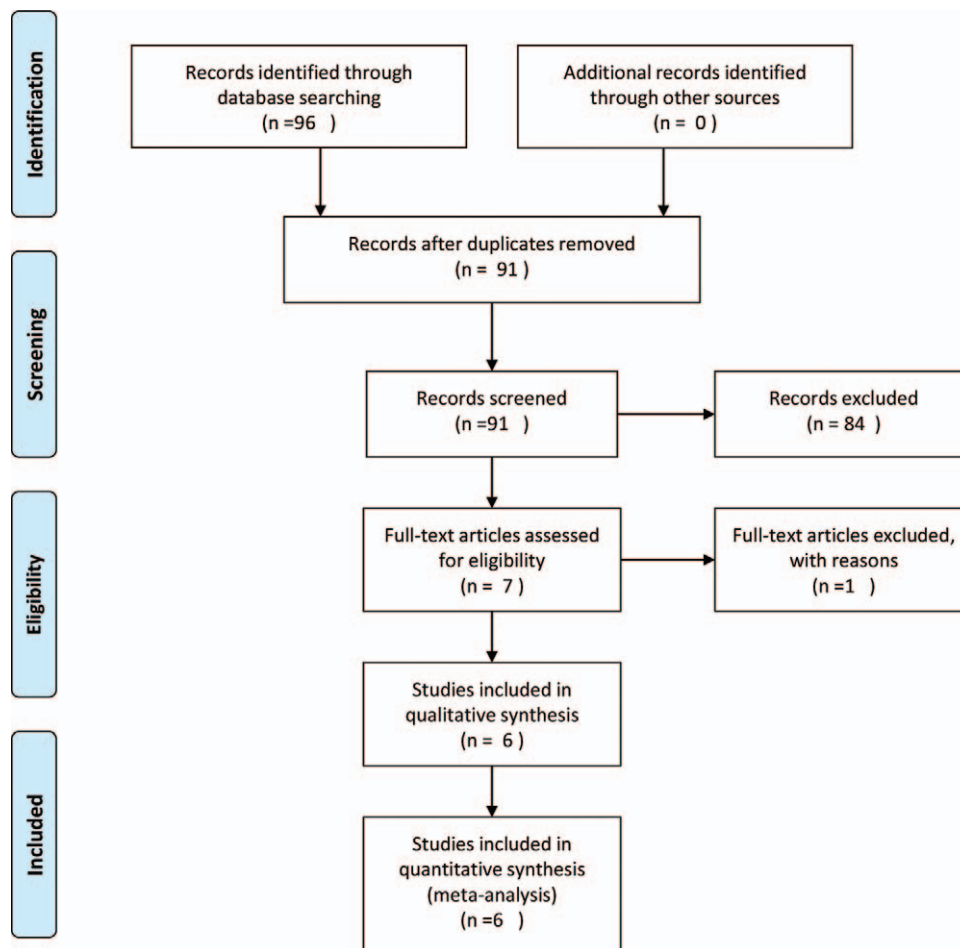 Identification
Records identified through
database searching
(n =96   )
Additional records identified
through other sources
(n =  0   )
Screening
Records after duplicates removed
(n =  91 )
Records screened
(n =91   )
Records excluded
(n = 84  )
Eligibility
Full-text articles assessed
for eligibility
(n =  7  )
Full-text articles excluded,
with reasons
(n =1   )
Studies included in
qualitative synthesis
(n =  6 )
Included
Studies included in
quantitative synthesis
(meta-analysis)
(n =6   )